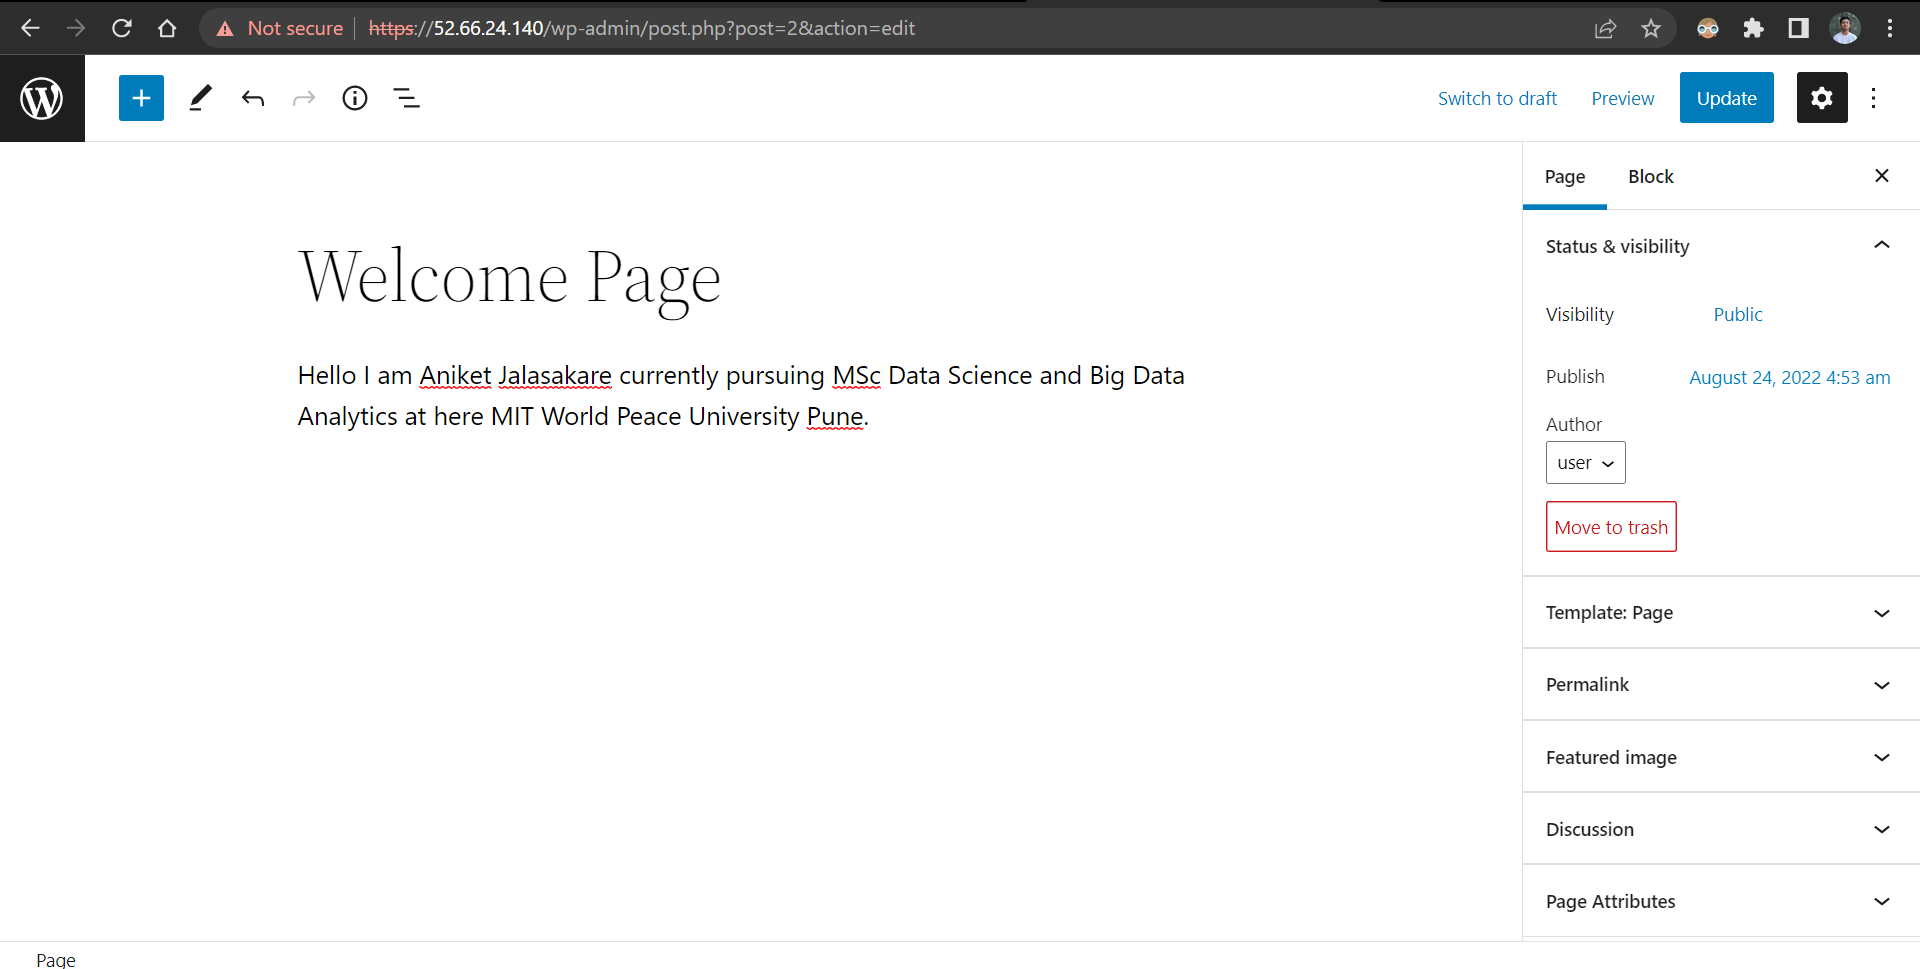 Not secure https://52.66.24.140/wp-admin/post.php?post=2&action=edit
Switch to draft Preview Update
Page Block
Welcome Page
Hello I am Aniket Jalasakare currently pursuing MSc Data Science and Big Data
Analytics at here MIT World Peace University Pune.
Status & visibility
Visibility Public
Publish August 24, 2022 4:53 am
Author
user
Move to trash
Template: Page
Permalink
Featured image
Discussion
Page Attributes
Page